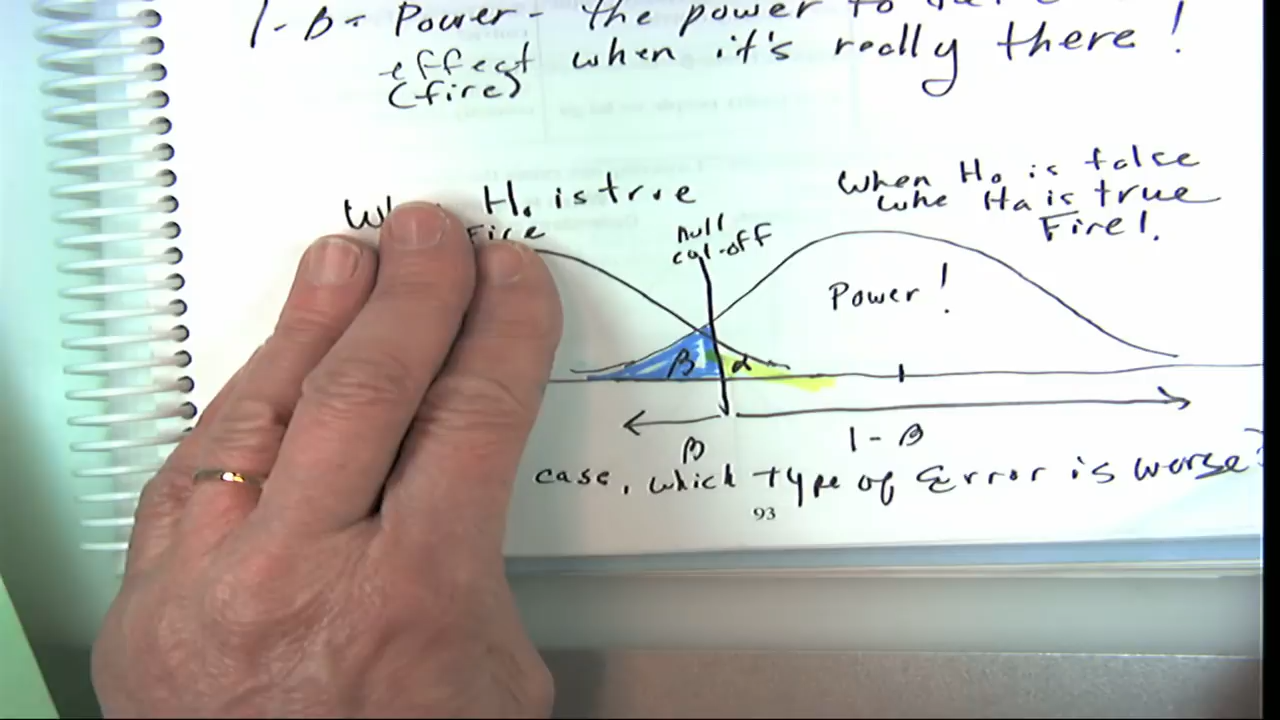 1 - β = Power - the power to
effect when it's really there!
(fire)
H₀ is true
Fire
null
cut-off
When H₀ is false
whe Ha is true
Fire!
Power!
β α
β 1 - β
case, which type of Error is worse?
93